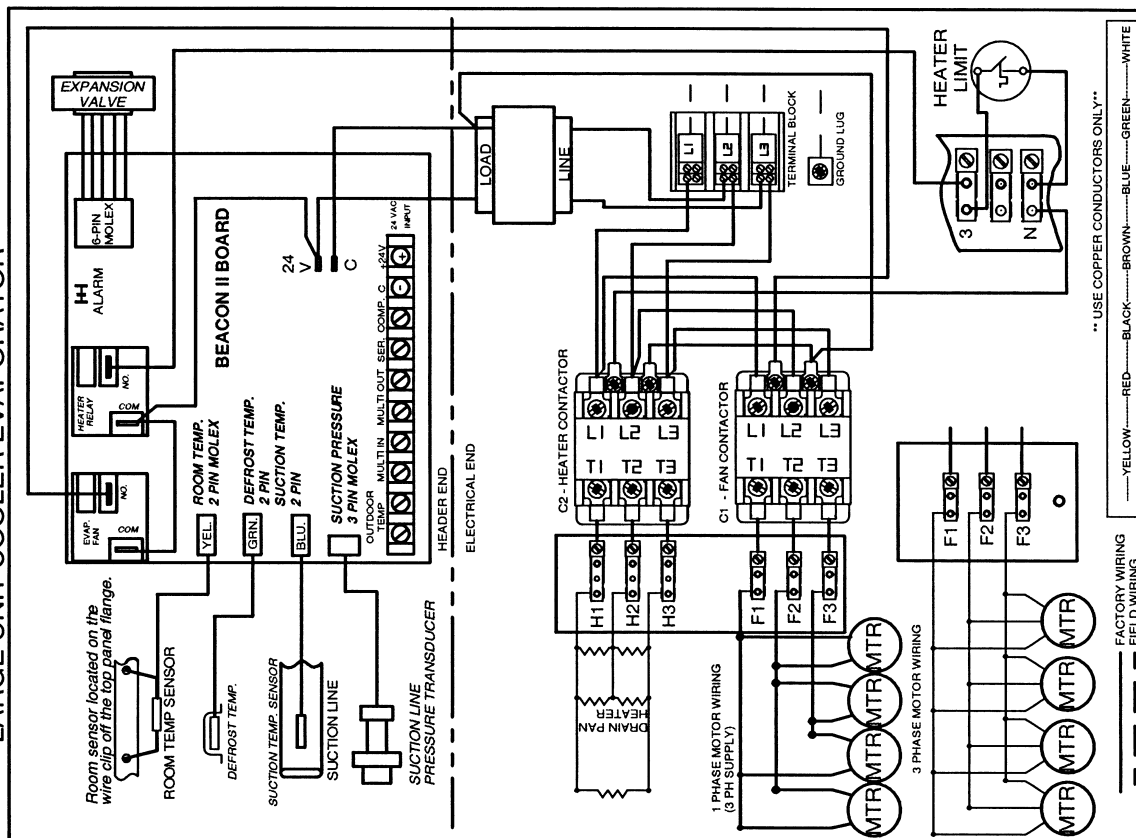 EXPANSION
VALVE
6-PIN
MOLEX
ALARM
HEATER
RELAY
NO.
COM
EVAP.
FAN
NO.
COM
BEACON II BOARD
24
V
C
24 VAC
INPUT
+24V
C
COMP.
SER.
MULTI OUT
MULTI IN
OUTDOOR
TEMP
ROOM TEMP.
2 PIN MOLEX
YEL.
DEFROST TEMP.
2 PIN
GRN.
SUCTION TEMP.
2 PIN
BLU.
SUCTION PRESSURE
3 PIN MOLEX
HEADER END
ELECTRICAL END
Room sensor located on the
wire clip off the top panel flange.
ROOM TEMP SENSOR
DEFROST TEMP.
SUCTION TEMP. SENSOR
SUCTION LINE
SUCTION LINE
PRESSURE TRANSDUCER
LOAD
LINE
L1
L2
L3
TERMINAL BLOCK
GROUND LUG
HEATER
LIMIT
3
N
C2 - HEATER CONTACTOR
L1
L2
L3
T1
T2
T3
C1 - FAN CONTACTOR
L1
L2
L3
T1
T2
T3
H1
H2
H3
F1
F2
F3
DRAIN PAN
HEATER
1 PHASE MOTOR WIRING
(3 PH SUPPLY)
MTR
MTR
MTR
MTR
3 PHASE MOTOR WIRING
F1
F2
F3
MTR
MTR
MTR
MTR
** USE COPPER CONDUCTORS ONLY**
YELLOW RED BLACK BROWN BLUE GREEN WHITE
FACTORY WIRING
FIELD WIRING